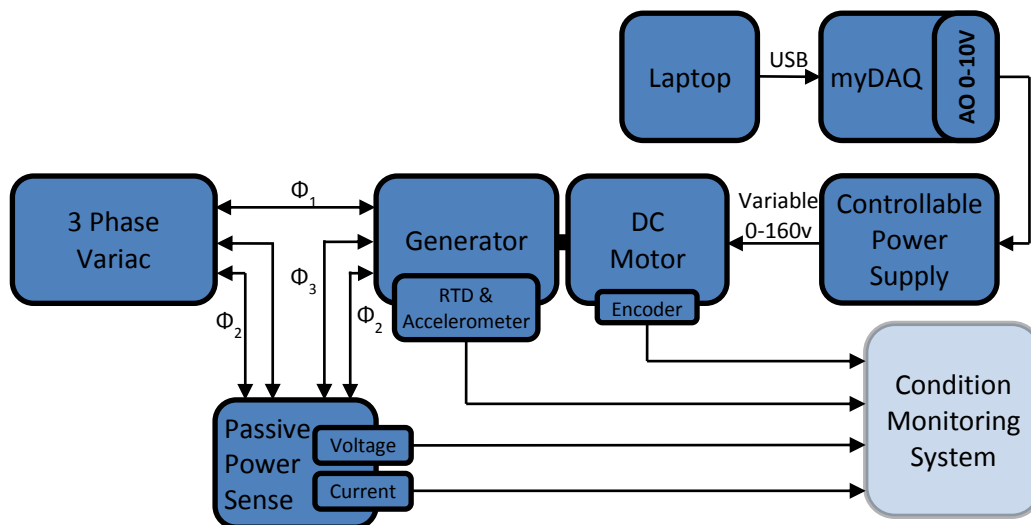 Laptop
USB
myDAQ
AO 0-10V
3 Phase
Variac
Φ1
Generator
DC
Motor
Variable
0-160v
Controllable
Power
Supply
Φ3
RTD &
Accelerometer
Encoder
Φ2
Φ2
Condition
Monitoring
System
Passive
Power
Sense
Voltage
Current